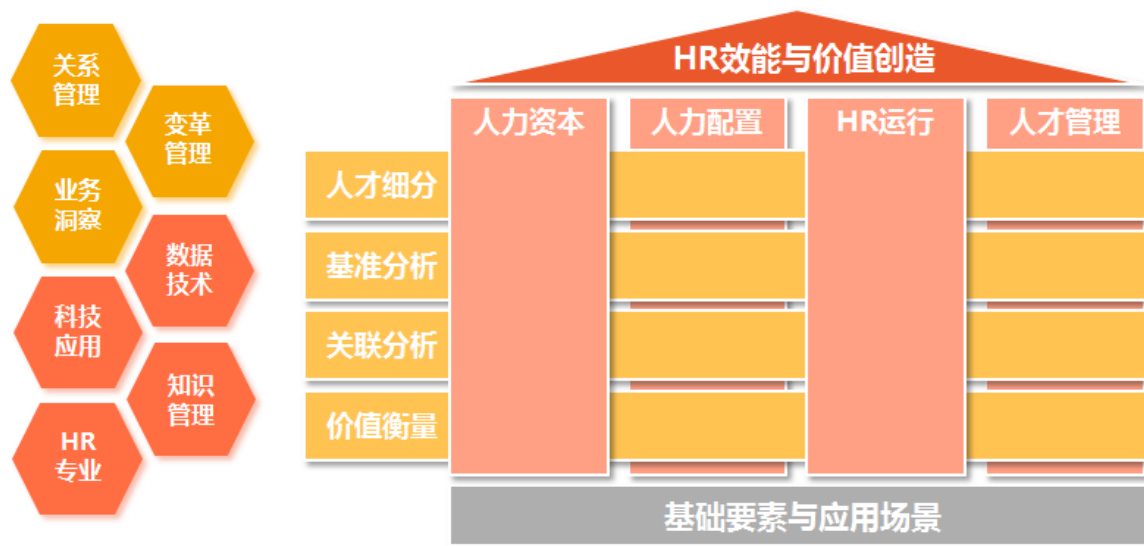 关系
管理
变革
管理
业务
洞察
数据
技术
科技
应用
知识
管理
HR
专业
HR效能与价值创造
人力资本
人力配置
HR运行
人才管理
人才细分
基准分析
关联分析
价值衡量
基础要素与应用场景